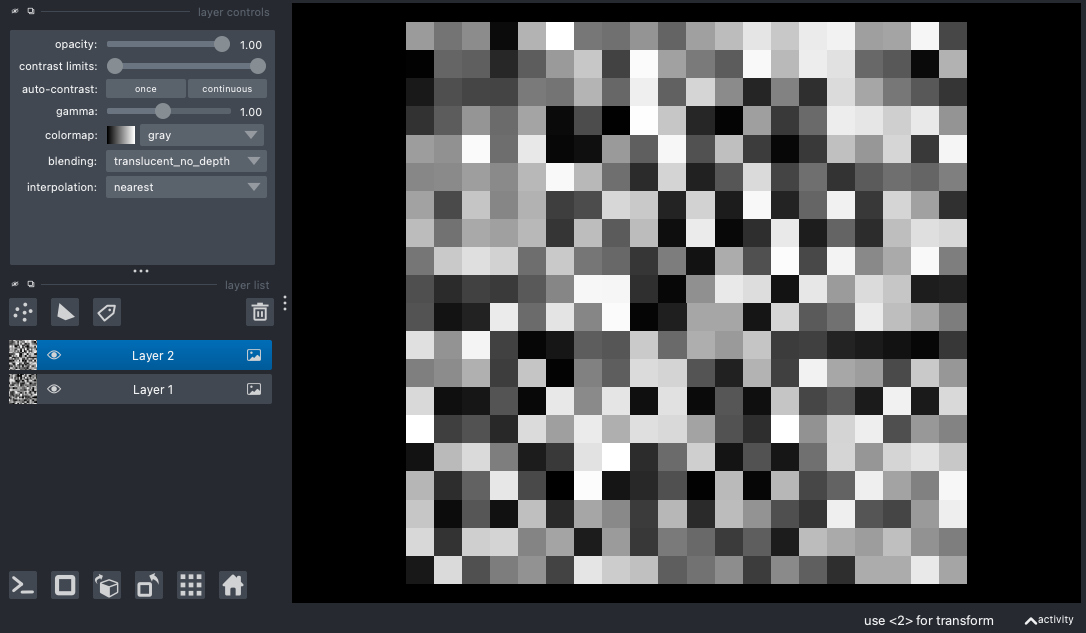 layer controls
opacity: 1.00
contrast limits:
auto-contrast: once continuous
gamma: 1.00
colormap: gray
blending: translucent_no_depth
interpolation: nearest
layer list
Layer 2
Layer 1
use <2> for transform activity